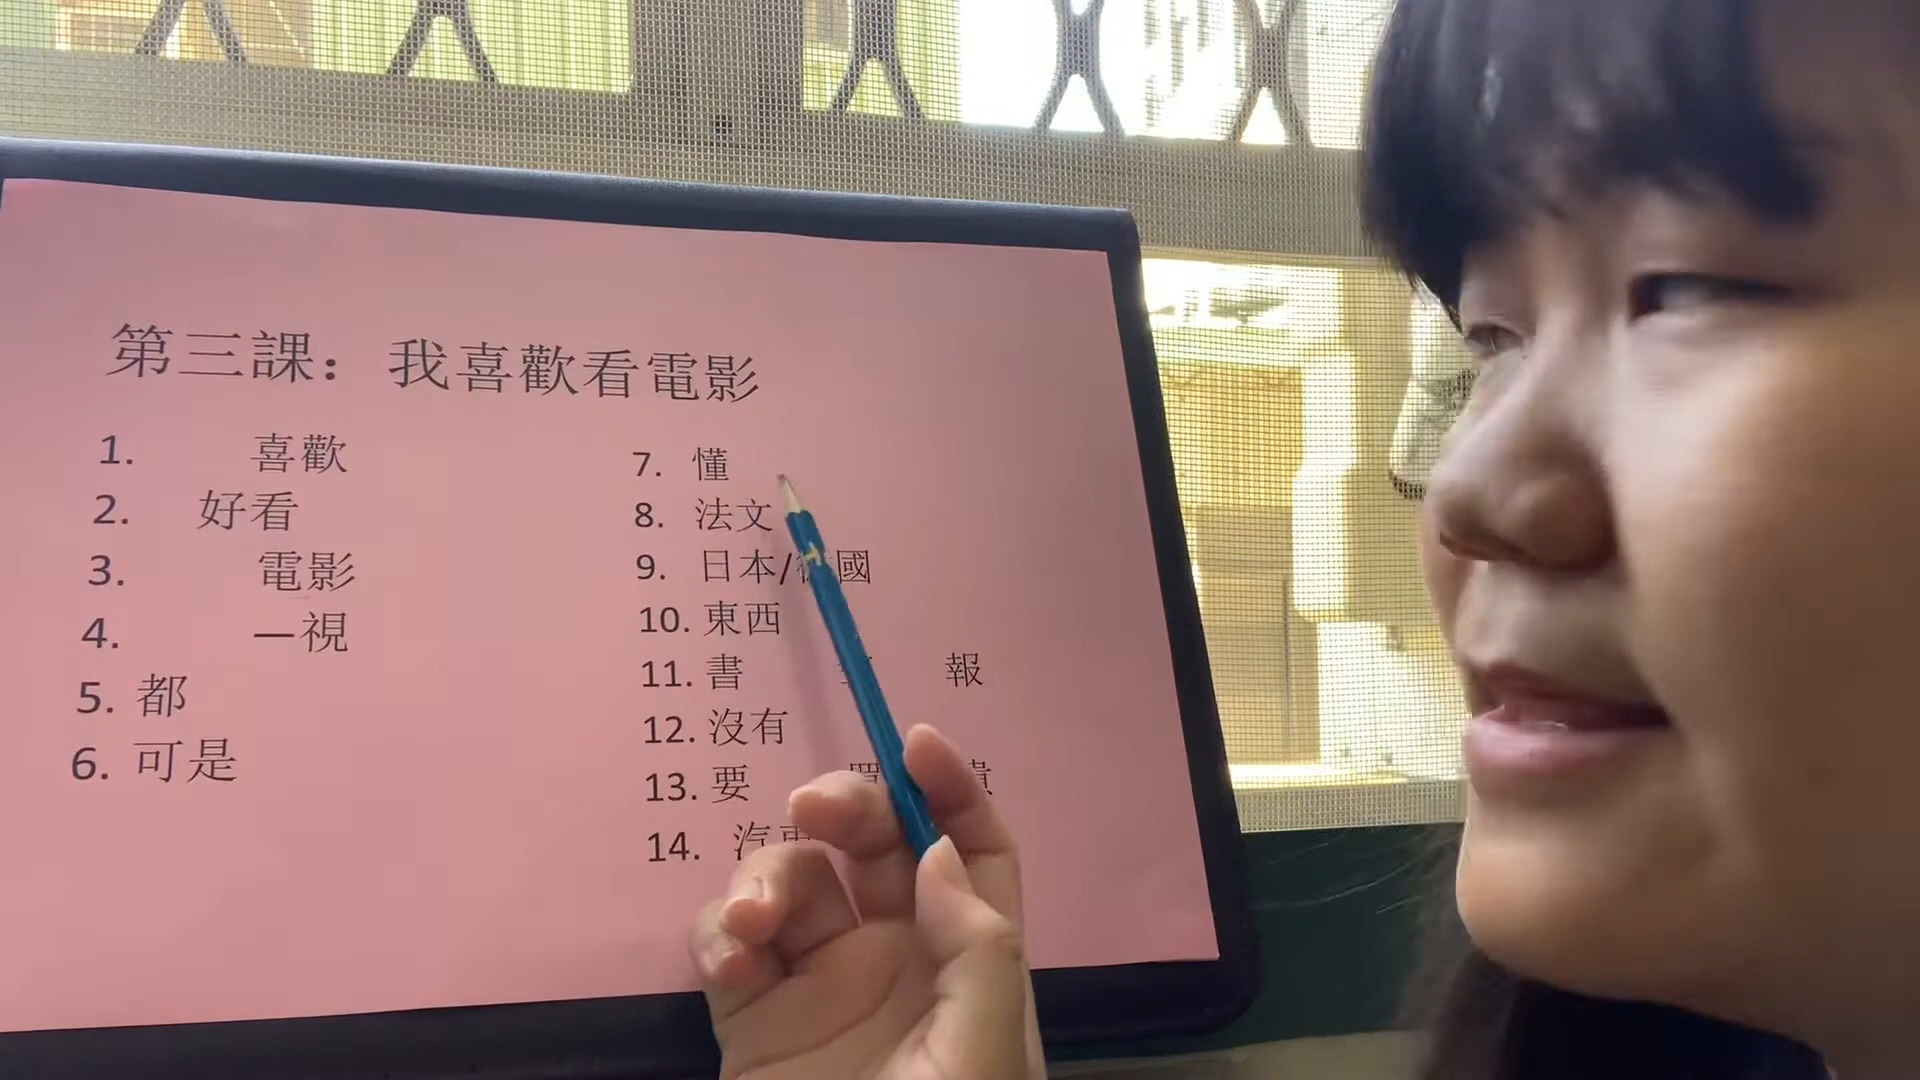 第三課：我喜歡看電影
1. 喜歡
2. 好看
3. 電影
4. —視
5. 都
6. 可是
7. 懂
8. 法文
9. 日本/國
10. 東西
11. 書 報
12. 沒有
13. 要
14. 汽車
H